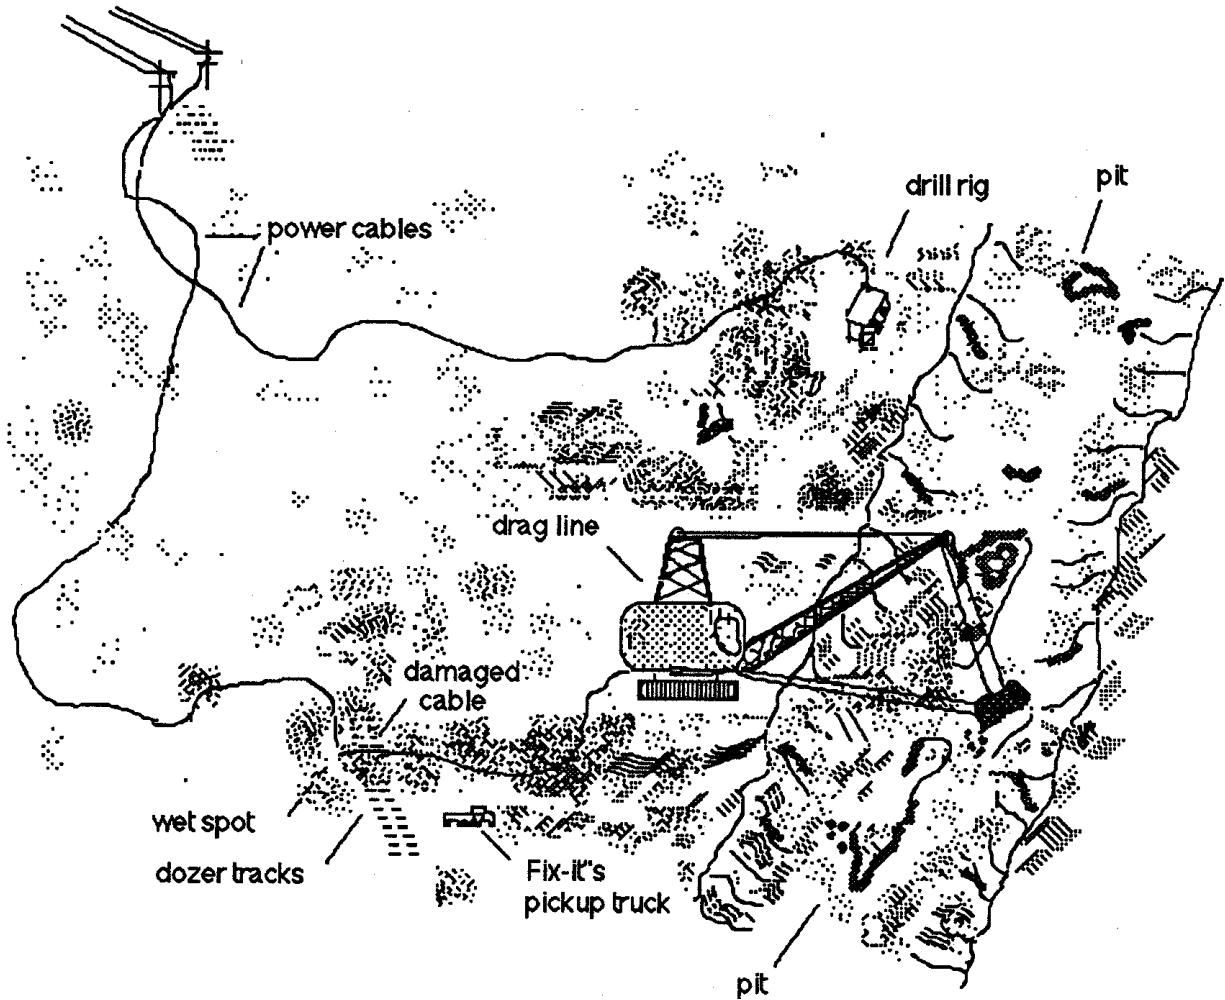 drill rig
pit
power cables
drag line
damaged
cable
wet spot
dozer tracks
Fix-it"s
pickup truck
pit